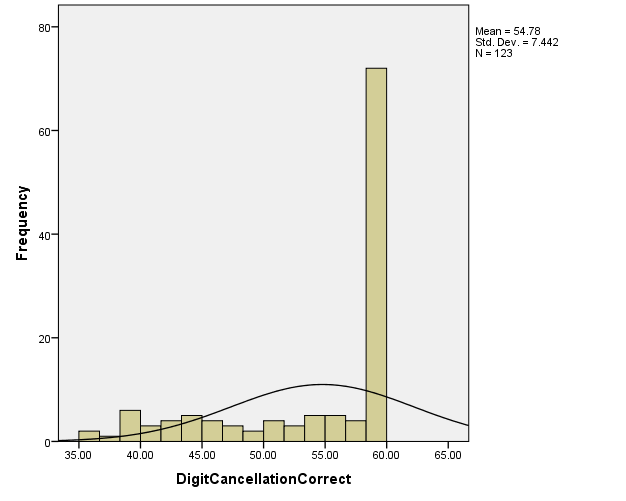 80
60
40
20
0
Frequency
35.00 40.00 45.00 50.00 55.00 60.00 65.00
DigitCancellationCorrect
Mean = 54.78
Std. Dev. = 7.442
N = 123